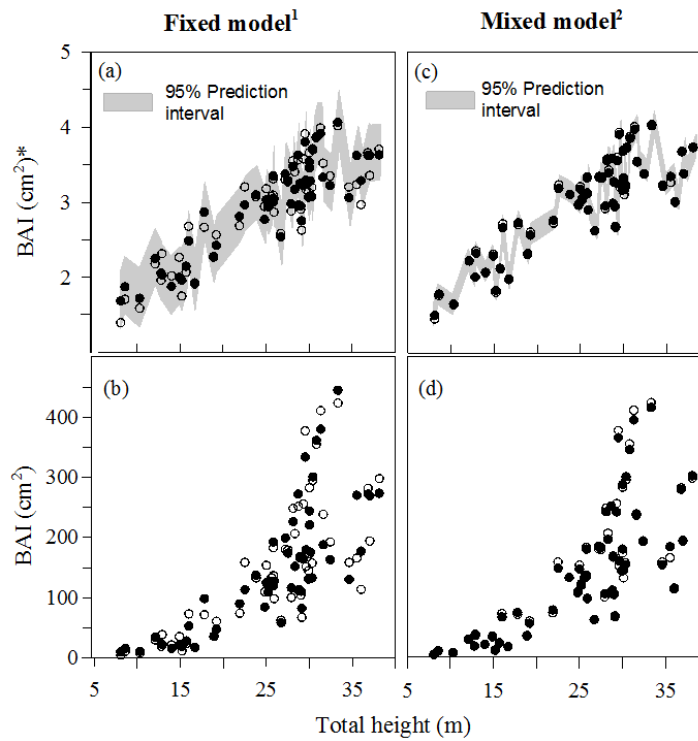 Fixed model¹
Mixed model²
(a)
95% Prediction
interval
(c)
95% Prediction
interval
5
4
3
2
BAI (cm²)*
(b)
(d)
400
300
200
100
0
BAI (cm²)
5 15 25 35
5 15 25 35
Total height (m)